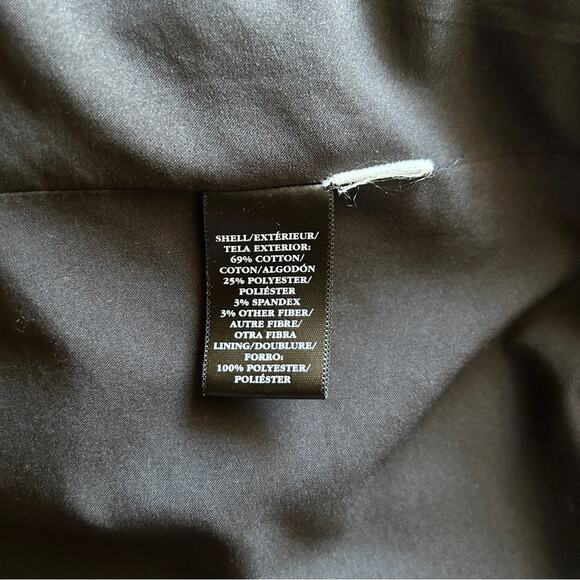 SHELL/EXTÉRIEUR/
TELA EXTERIOR:
69% COTTON/
COTON/ALGODÓN
25% POLYESTER/
POLIÉSTER
3% SPANDEX
3% OTHER FIBER/
AUTRE FIBRE/
OTRA FIBRA
LINING/DOUBLURE/
FORRO:
100% POLYESTER/
POLIÉSTER